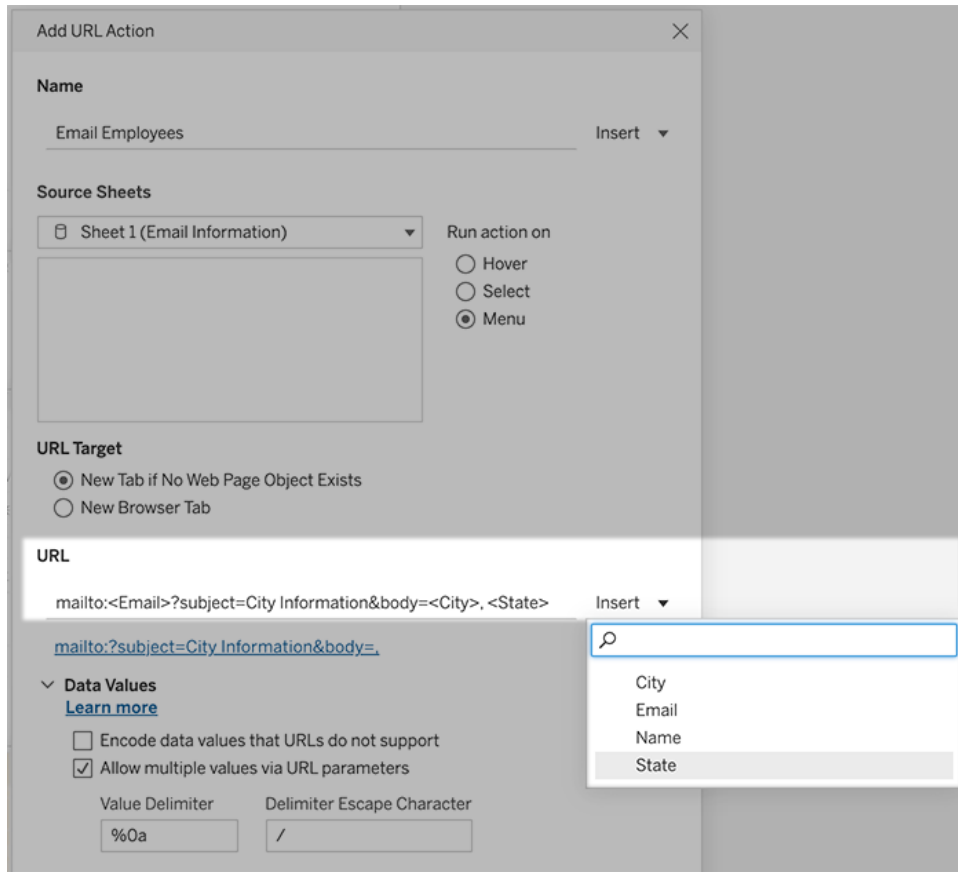 Add URL Action
Name
Email Employees Insert
Source Sheets
Sheet 1 (Email Information) Run action on
Hover
Select
Menu
URL Target
New Tab if No Web Page Object Exists
New Browser Tab
URL
mailto:<Email>?subject=City Information&body=<City>, <State> Insert
mailto:?subject=City Information&body=,
City
Data Values
Learn more
Email
Encode data values that URLs do not support
Name
Allow multiple values via URL parameters
State
Value Delimiter Delimiter Escape Character
%0a /